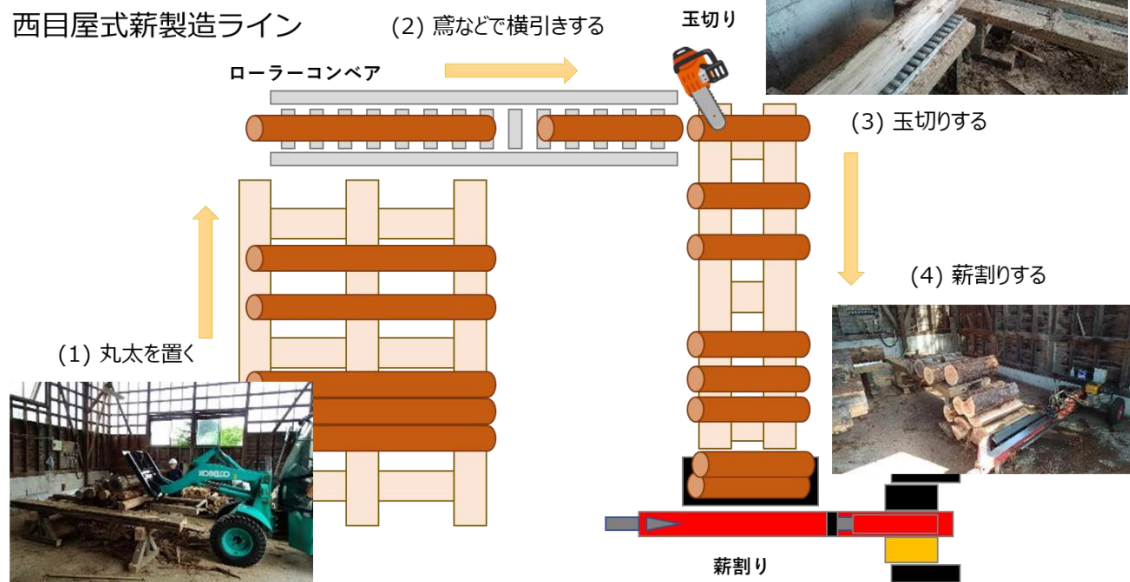 西目屋式薪製造ライン
(2) 鳶などで横引きする
玉切り
ローラーコンベア
(3) 玉切りする
(4) 薪割りする
(1) 丸太を置く
KOBELCO
薪割り